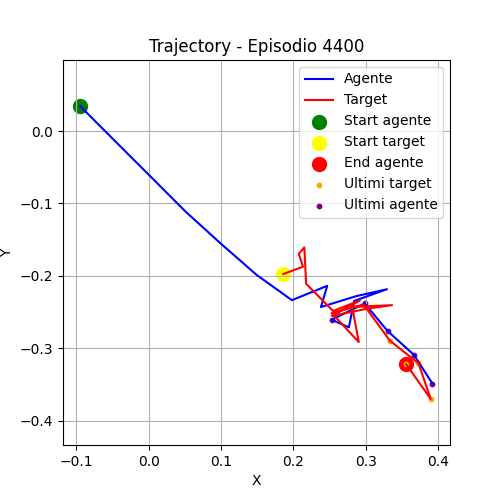 Trajectory - Episodio 4400
Agente
Target
Start agente
Start target
End agente
Ultimi target
Ultimi agente
0.0
−0.1
−0.2
−0.3
−0.4
Y
−0.1
0.0
0.1
0.2
0.3
0.4
X